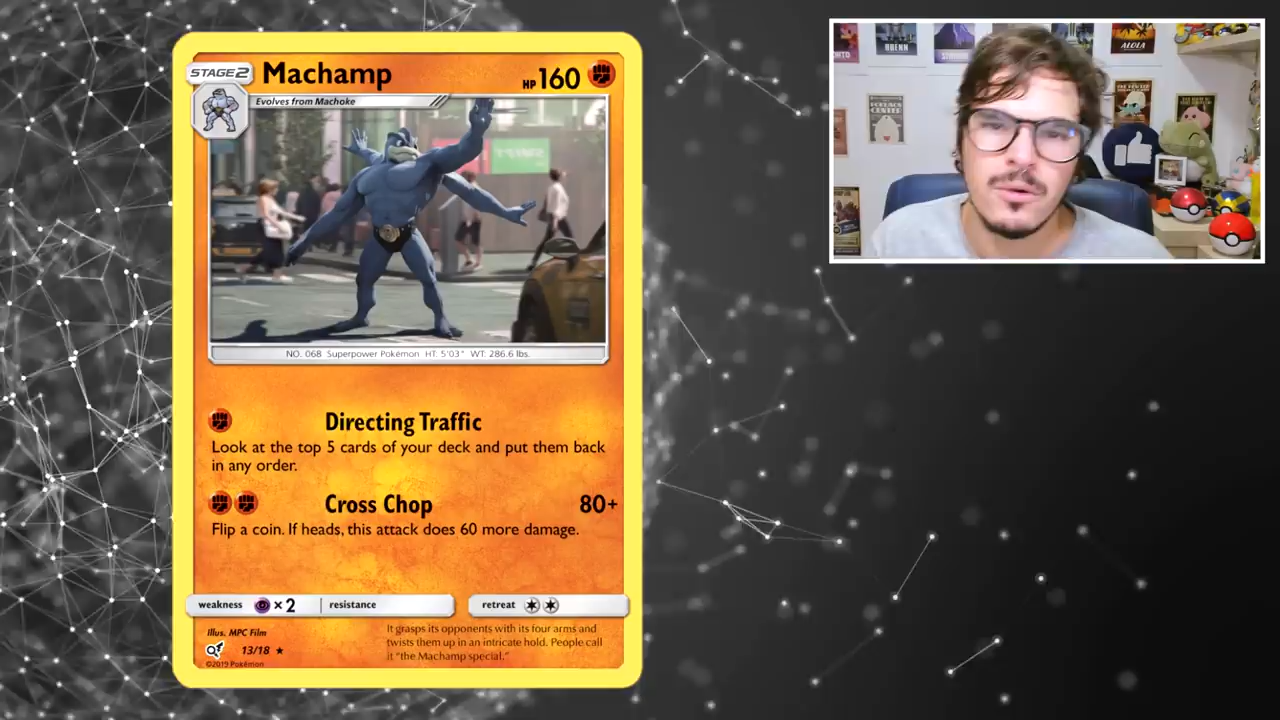 STAGE2 Machamp HP 160
Evolves from Machoke
NO. 068 Superpower Pokémon HT: 5'03" WT: 286.6 lbs.
Directing Traffic
Look at the top 5 cards of your deck and put them back
in any order.
Cross Chop 80+
Flip a coin. If heads, this attack does 60 more damage.
weakness ×2 resistance retreat
Illus. MPC Film
13/18
©2019 Pokémon
It grasps its opponents with its four arms and
twists them up in an intricate hold. People call
it "the Machamp special."
ALOLA
POKÉMON
CENTER